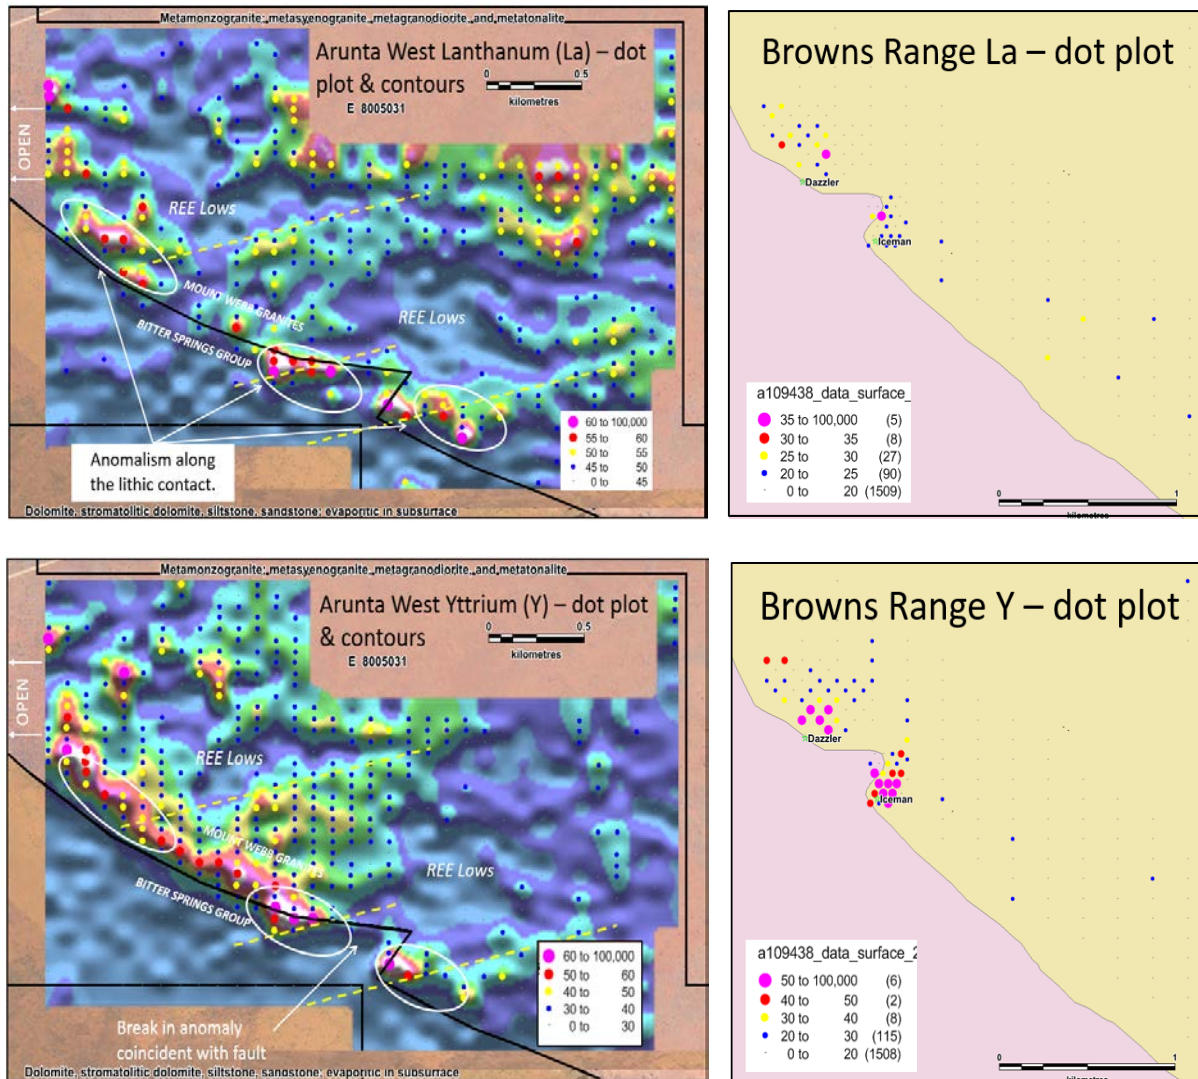 Metamonzogranite; metasyenogranite, metagranodiorite, and metatonalite
Arunta West Lanthanum (La) – dot
plot & contours
0 0.5
kilometres
E 8005031
OPEN
REE Lows
MOUNT WEBB GRANITES
REE Lows
BITTER SPRINGS GROUP
Anomalism along
the lithic contact.
60 to 100,000
55 to 60
50 to 55
45 to 50
0 to 45
Dolomite, stromatolitic dolomite, siltstone, sandstone; evaporitic in subsurface
Browns Range La – dot plot
Dazzler
Iceman
a109438_data_surface_
35 to 100,000 (5)
30 to 35 (8)
25 to 30 (27)
20 to 25 (90)
0 to 20 (1509)
0 1
kilometres
Metamonzogranite; metasyenogranite, metagranodiorite, and metatonalite
Arunta West Yttrium (Y) – dot plot
& contours
0 0.5
kilometres
E 8005031
OPEN
REE Lows
MOUNT WEBB GRANITES
REE Lows
BITTER SPRINGS GROUP
Break in anomaly
coincident with fault
60 to 100,000
50 to 60
40 to 50
30 to 40
0 to 30
Dolomite, stromatolitic dolomite, siltstone, sandstone; evaporitic in subsurface
Browns Range Y – dot plot
Dazzler
Iceman
a109438_data_surface_2
50 to 100,000 (6)
40 to 50 (2)
30 to 40 (8)
20 to 30 (115)
0 to 20 (1508)
0 1
kilometres